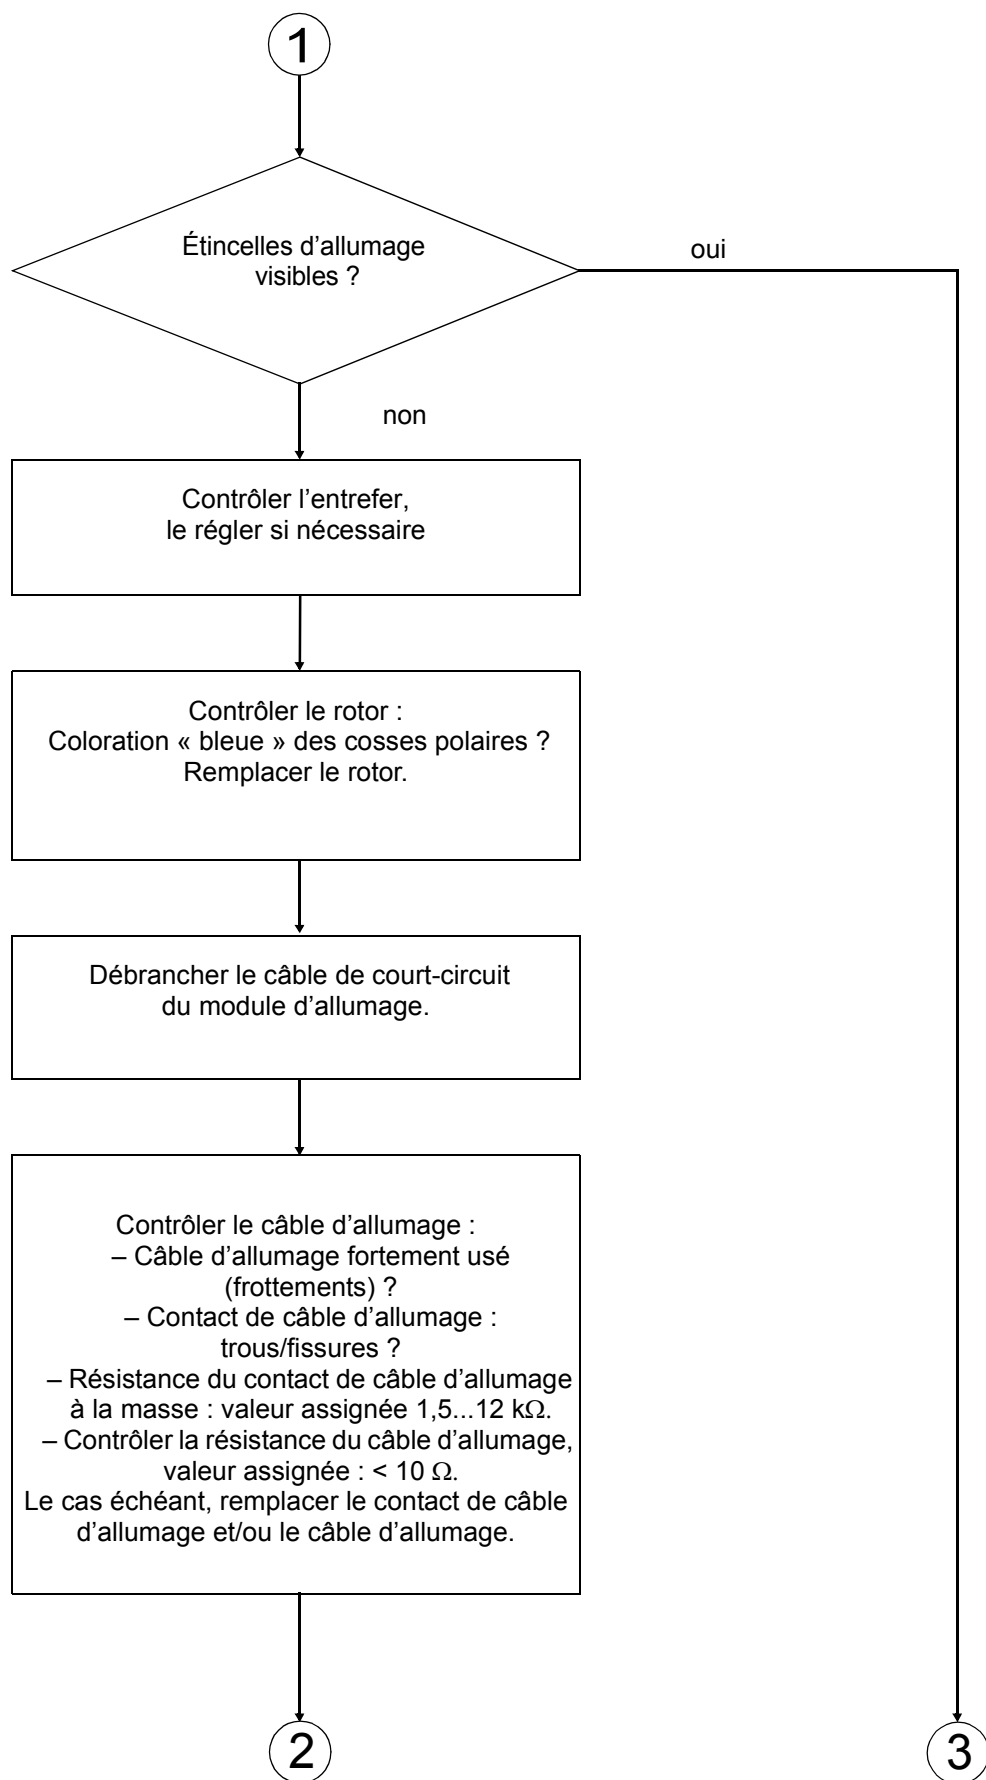 1
Étincelles d’allumage
visibles ?
oui
non
Contrôler l’entrefer,
le régler si nécessaire
Contrôler le rotor :
Coloration « bleue » des cosses polaires ?
Remplacer le rotor.
Débrancher le câble de court-circuit
du module d’allumage.
Contrôler le câble d’allumage :
– Câble d’allumage fortement usé
(frottements) ?
– Contact de câble d’allumage :
trous/fissures ?
– Résistance du contact de câble d’allumage
à la masse : valeur assignée 1,5...12 kΩ.
– Contrôler la résistance du câble d’allumage,
valeur assignée : < 10 Ω.
Le cas échéant, remplacer le contact de câble
d’allumage et/ou le câble d’allumage.
2
3